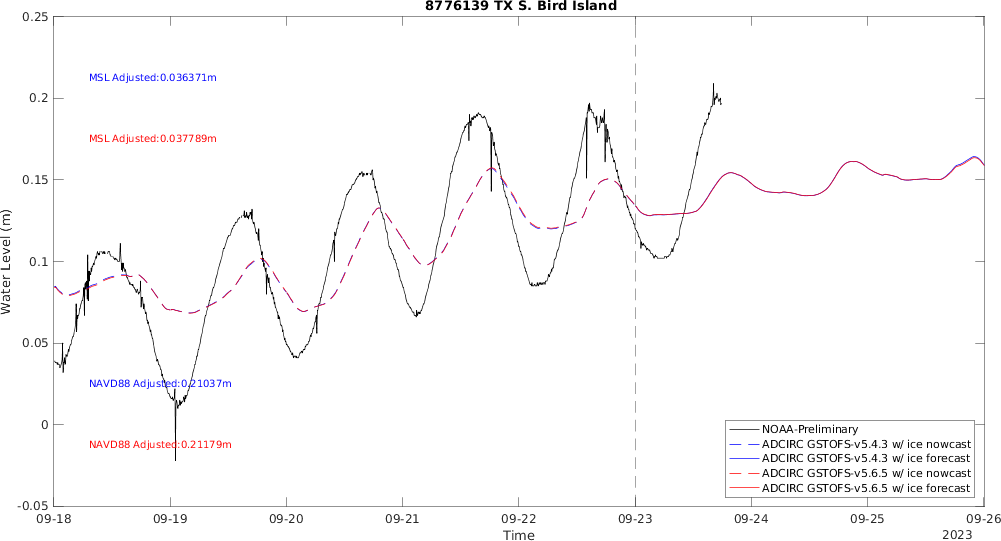 8776139 TX S. Bird Island
0.25
0.2
0.15
0.1
0.05
0
-0.05
Water Level (m)
MSL Adjusted:0.036371m
MSL Adjusted:0.037789m
NAVD88 Adjusted:0.21037m
NAVD88 Adjusted:0.21179m
NOAA-Preliminary
ADCIRC GSTOFS-v5.4.3 w/ ice nowcast
ADCIRC GSTOFS-v5.4.3 w/ ice forecast
ADCIRC GSTOFS-v5.6.5 w/ ice nowcast
ADCIRC GSTOFS-v5.6.5 w/ ice forecast
09-18 09-19 09-20 09-21 09-22 09-23 09-24 09-25 09-26
Time
2023